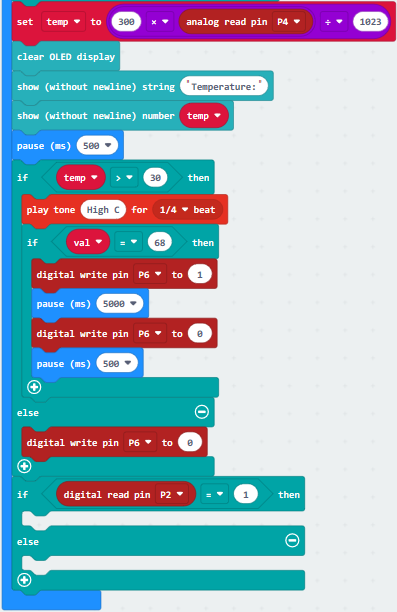 set temp to 300 × analog read pin P4 ÷ 1023
clear OLED display
show (without newline) string "Temperature:"
show (without newline) number temp
pause (ms) 500
if temp > 30 then
play tone High C for 1/4 beat
if val = 68 then
digital write pin P6 to 1
pause (ms) 5000
digital write pin P6 to 0
pause (ms) 500
else
digital write pin P6 to 0
if digital read pin P2 = 1 then
else